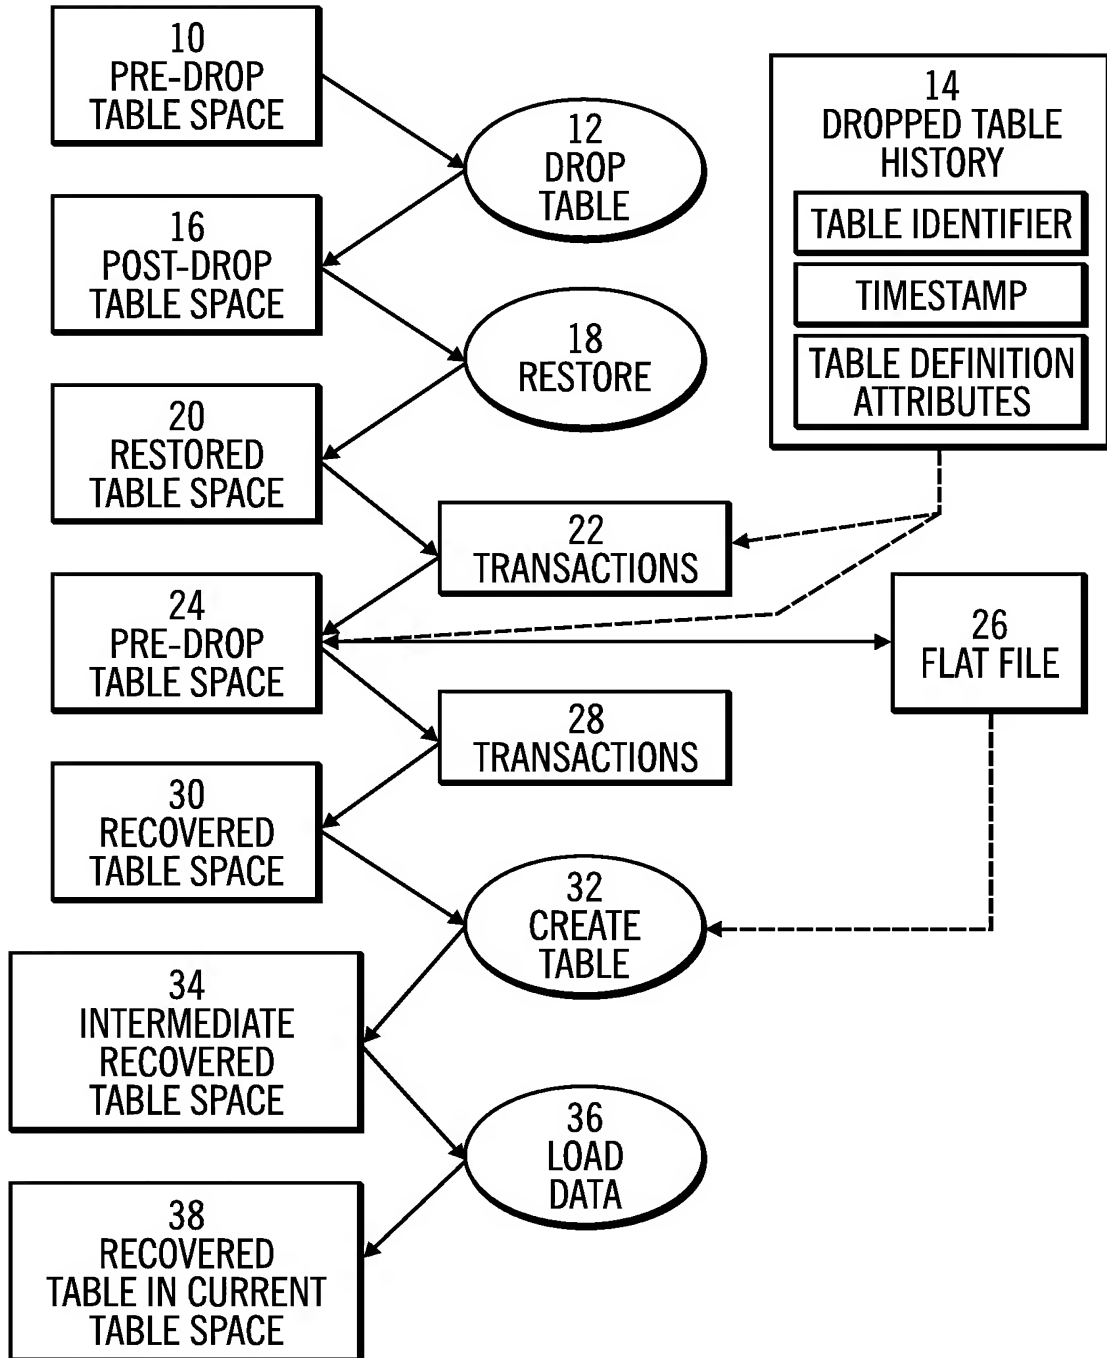 10
PRE-DROP
TABLE SPACE
12
DROP
TABLE
14
DROPPED TABLE
HISTORY
TABLE IDENTIFIER
TIMESTAMP
TABLE DEFINITION
ATTRIBUTES
16
POST-DROP
TABLE SPACE
18
RESTORE
20
RESTORED
TABLE SPACE
22
TRANSACTIONS
24
PRE-DROP
TABLE SPACE
26
FLAT FILE
28
TRANSACTIONS
30
RECOVERED
TABLE SPACE
32
CREATE
TABLE
34
INTERMEDIATE
RECOVERED
TABLE SPACE
36
LOAD
DATA
38
RECOVERED
TABLE IN CURRENT
TABLE SPACE